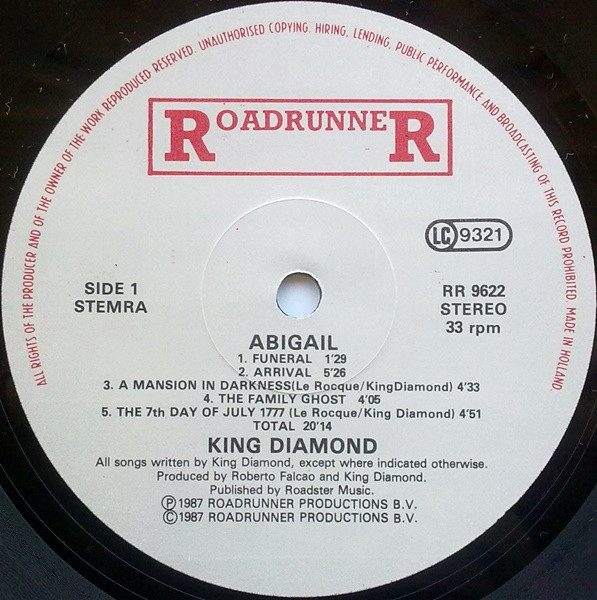 ALL RIGHTS OF THE PRODUCER AND OF THE OWNER OF THE WORK REPRODUCED RESERVED. UNAUTHORISED COPYING, HIRING, LENDING, PUBLIC PERFORMANCE AND BROADCASTING OF THIS RECORD PROHIBITED. MADE IN HOLLAND.
ROADRUNNER
LC 9321
SIDE 1
STEMRA
RR 9622
STEREO
33 rpm
ABIGAIL
1. FUNERAL 1'29
2. ARRIVAL 5'26
3. A MANSION IN DARKNESS(Le Rocque/KingDiamond) 4'33
4. THE FAMILY GHOST 4'05
5. THE 7th DAY OF JULY 1777 (Le Rocque/King Diamond) 4'51
TOTAL 20'14
KING DIAMOND
All songs written by King Diamond, except where indicated otherwise.
Produced by Roberto Falcao and King Diamond.
Published by Roadster Music.
Ⓟ1987 ROADRUNNER PRODUCTIONS B.V.
©1987 ROADRUNNER PRODUCTIONS B.V.